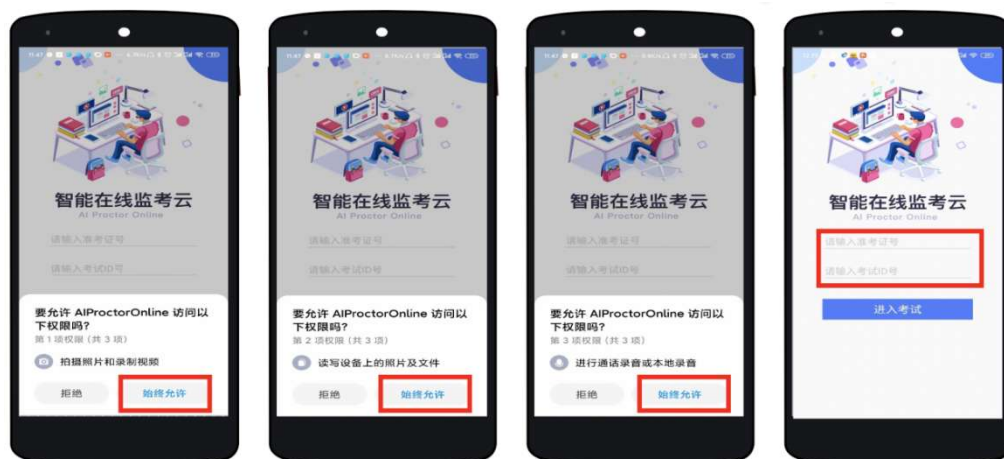 智能在线监考云
AI Proctor Online
请输入准考证号
请输入考试ID号
要允许 AIProctorOnline 访问以
下权限吗?
第 1 项权限 (共 3 项)
拍摄照片和录制视频
拒绝
始终允许
智能在线监考云
AI Proctor Online
请输入准考证号
请输入考试ID号
要允许 AIProctorOnline 访问以
下权限吗?
第 2 项权限 (共 3 项)
读写设备上的照片及文件
拒绝
始终允许
智能在线监考云
AI Proctor Online
请输入准考证号
请输入考试ID号
要允许 AIProctorOnline 访问以
下权限吗?
第 3 项权限 (共 3 项)
进行通话录音或本地录音
拒绝
始终允许
智能在线监考云
AI Proctor Online
请输入准考证号
请输入考试ID号
进入考试